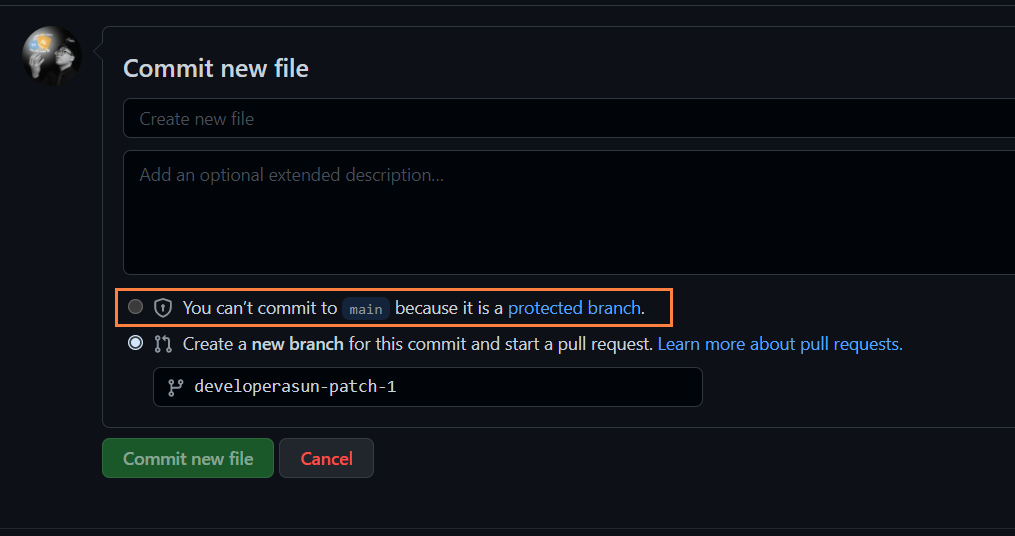 Commit new file
Create new file
Add an optional extended description...
You can’t commit to main because it is a protected branch.
Create a new branch for this commit and start a pull request. Learn more about pull requests.
developerasun-patch-1
Commit new file Cancel